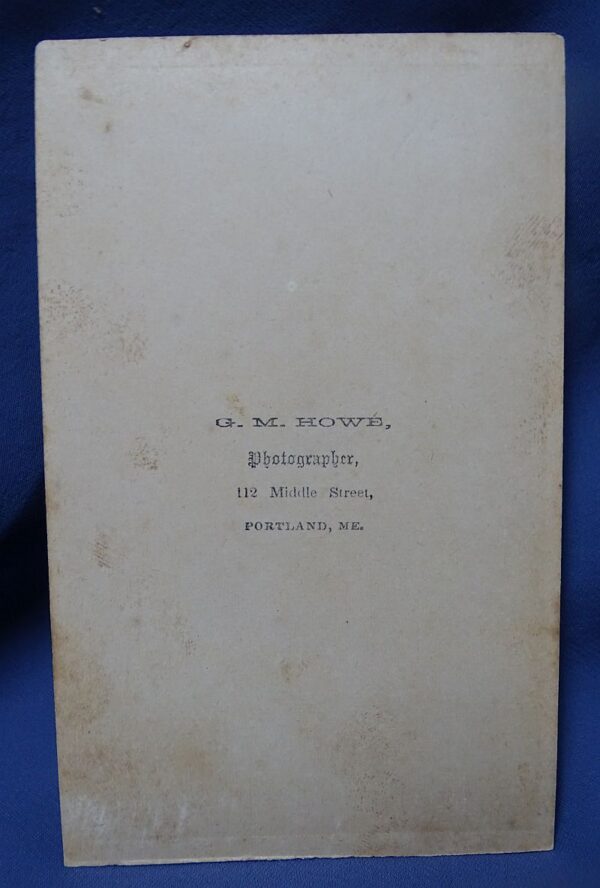 G. M. HOWE,
Photographer,
112 Middle Street,
PORTLAND, ME.